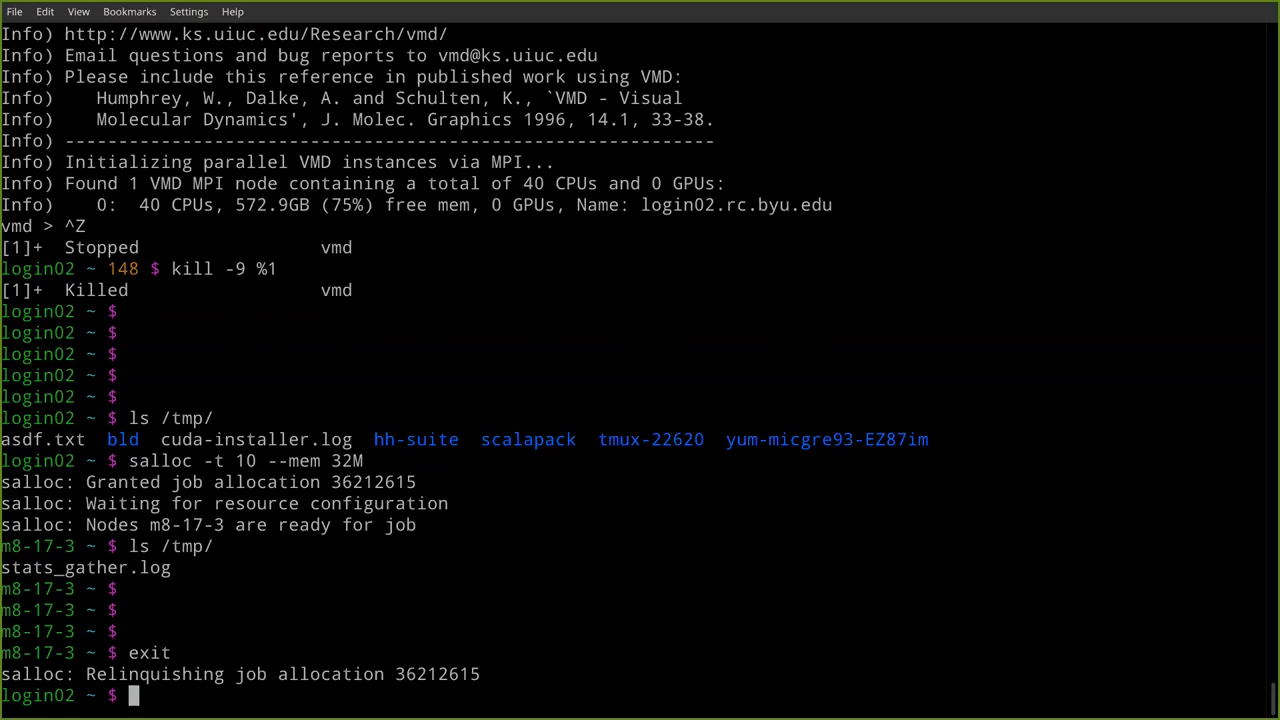 File Edit View Bookmarks Settings Help
Info) http://www.ks.uiuc.edu/Research/vmd/
Info) Email questions and bug reports to vmd@ks.uiuc.edu
Info) Please include this reference in published work using VMD:
Info)    Humphrey, W., Dalke, A. and Schulten, K., `VMD - Visual
Info)    Molecular Dynamics', J. Molec. Graphics 1996, 14.1, 33-38.
Info) -------------------------------------------------------------
Info) Initializing parallel VMD instances via MPI...
Info) Found 1 VMD MPI node containing a total of 40 CPUs and 0 GPUs:
Info)    0:  40 CPUs, 572.9GB (75%) free mem, 0 GPUs, Name: login02.rc.byu.edu
vmd > ^Z
[1]+  Stopped                 vmd
login02 ~ 148 $ kill -9 %1
[1]+  Killed                  vmd
login02 ~ $
login02 ~ $
login02 ~ $
login02 ~ $
login02 ~ $
login02 ~ $ ls /tmp/
asdf.txt  bld  cuda-installer.log  hh-suite  scalapack  tmux-22620  yum-micgre93-EZ87im
login02 ~ $ salloc -t 10 --mem 32M
salloc: Granted job allocation 36212615
salloc: Waiting for resource configuration
salloc: Nodes m8-17-3 are ready for job
m8-17-3 ~ $ ls /tmp/
stats_gather.log
m8-17-3 ~ $
m8-17-3 ~ $
m8-17-3 ~ $
m8-17-3 ~ $ exit
salloc: Relinquishing job allocation 36212615
login02 ~ $